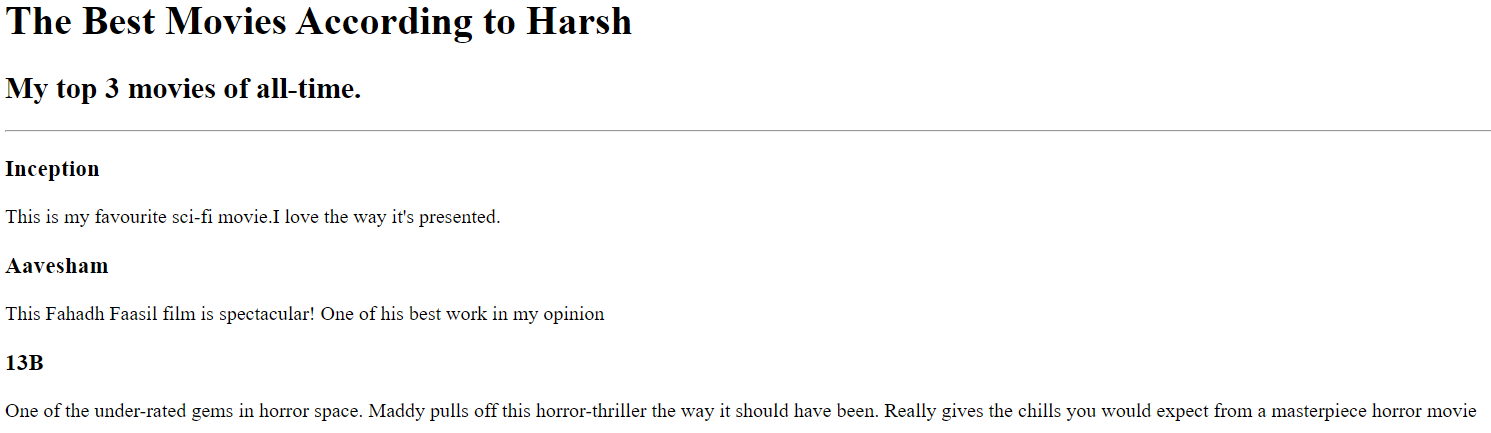 The Best Movies According to Harsh
My top 3 movies of all-time.
Inception
This is my favourite sci-fi movie.I love the way it's presented.
Aavesham
This Fahadh Faasil film is spectacular! One of his best work in my opinion
13B
One of the under-rated gems in horror space. Maddy pulls off this horror-thriller the way it should have been. Really gives the chills you would expect from a masterpiece horror movie